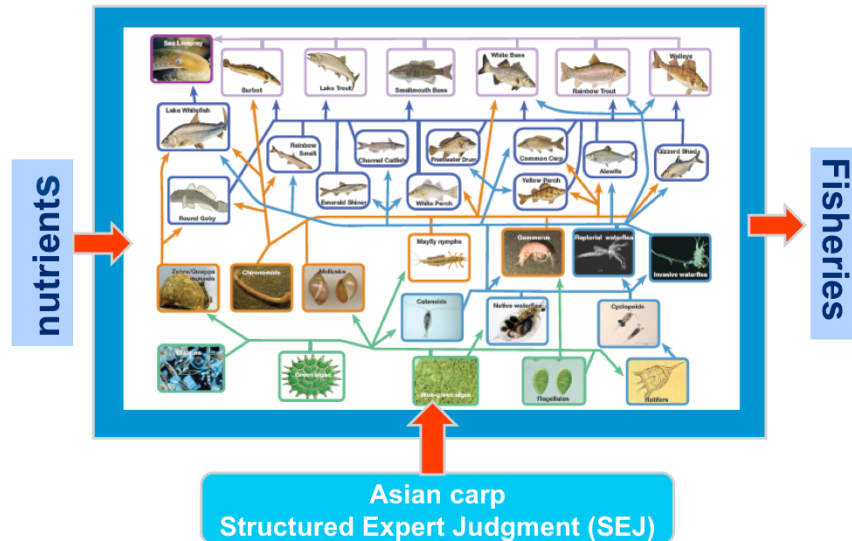 Sea Lamprey
Burbot
Lake Trout
Smallmouth Bass
White Bass
Rainbow Trout
Walleye
Lake Whitefish
Rainbow
Smelt
Channel Catfish
Freshwater Drum
Common Carp
Alewife
Gizzard Shad
Round Goby
Emerald Shiner
White Perch
Yellow Perch
Zebra/Quagga
mussels
Chironomids
Mollusks
Mayfly nymphs
Gammarus
Raptorial waterflea
Invasive waterflea
Calanoids
Native waterflea
Cyclopoids
Diatoms
Green algae
Blue-green algae
Flagellates
Rotifers
nutrients
Fisheries
Asian carp
Structured Expert Judgment (SEJ)